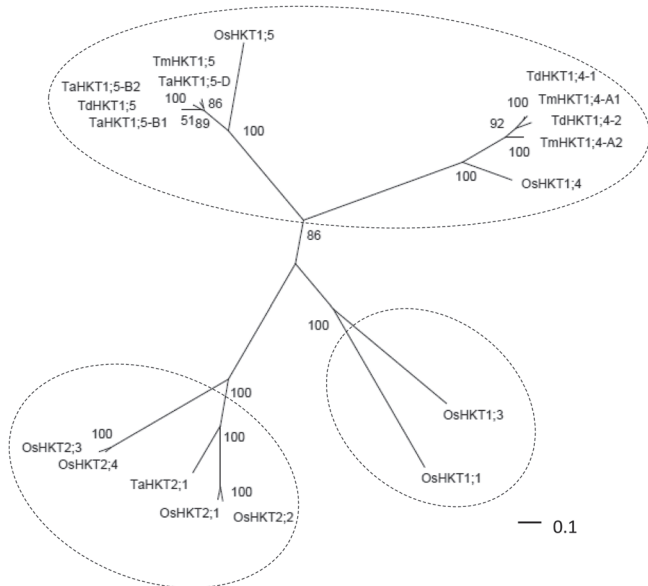 OsHKT1;5
TmHKT1;5
TaHKT1;5-B2
TaHKT1;5-D
TdHKT1;5
100
86
TaHKT1;5-B1
51
89
100
TdHKT1;4-1
100
TmHKT1;4-A1
92
TdHKT1;4-2
100
TmHKT1;4-A2
100
OsHKT1;4
86
100
OsHKT1;3
OsHKT1;1
100
100
100
OsHKT2;3
OsHKT2;4
TaHKT2;1
100
OsHKT2;1
OsHKT2;2
0.1